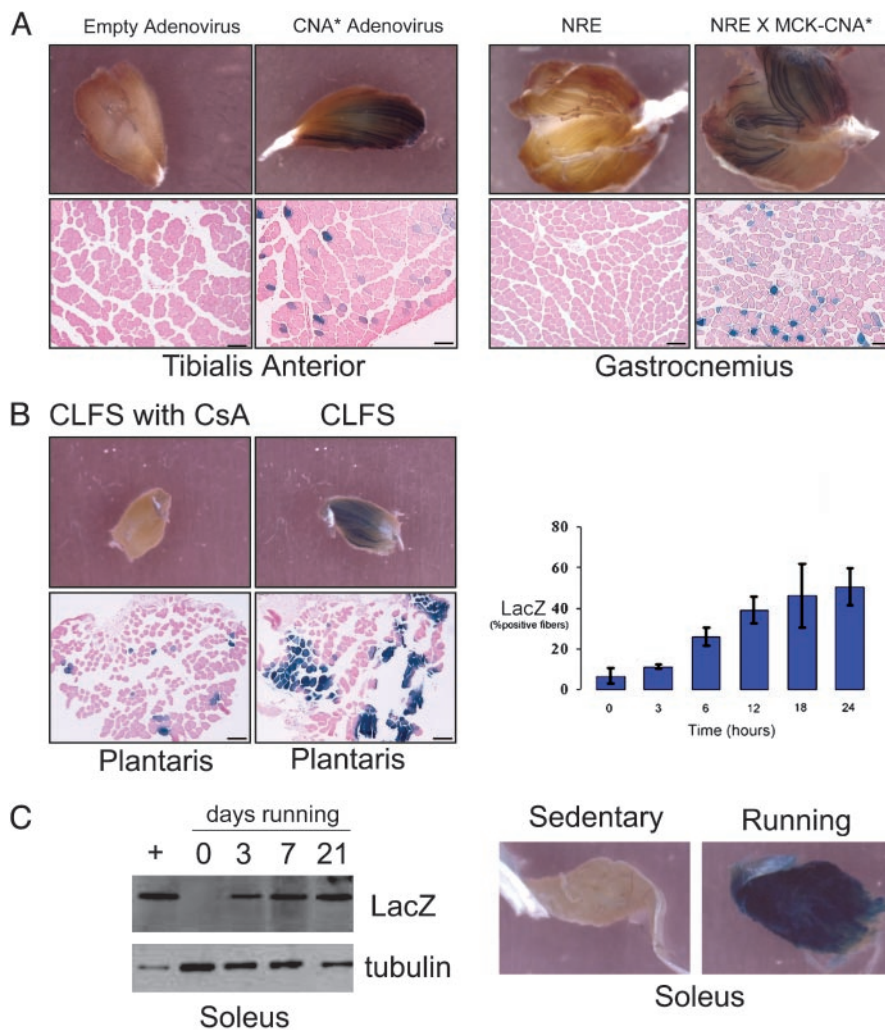 A
Empty Adenovirus
CNA* Adenovirus
NRE
NRE X MCK-CNA*
Tibialis Anterior
Gastrocnemius
B
CLFS with CsA
CLFS
Plantaris
Plantaris
80
60
40
20
0
LacZ
(%positive fibers)
0 3 6 12 18 24
Time (hours)
C
days running
+ 0 3 7 21
LacZ
tubulin
Soleus
Sedentary
Running
Soleus